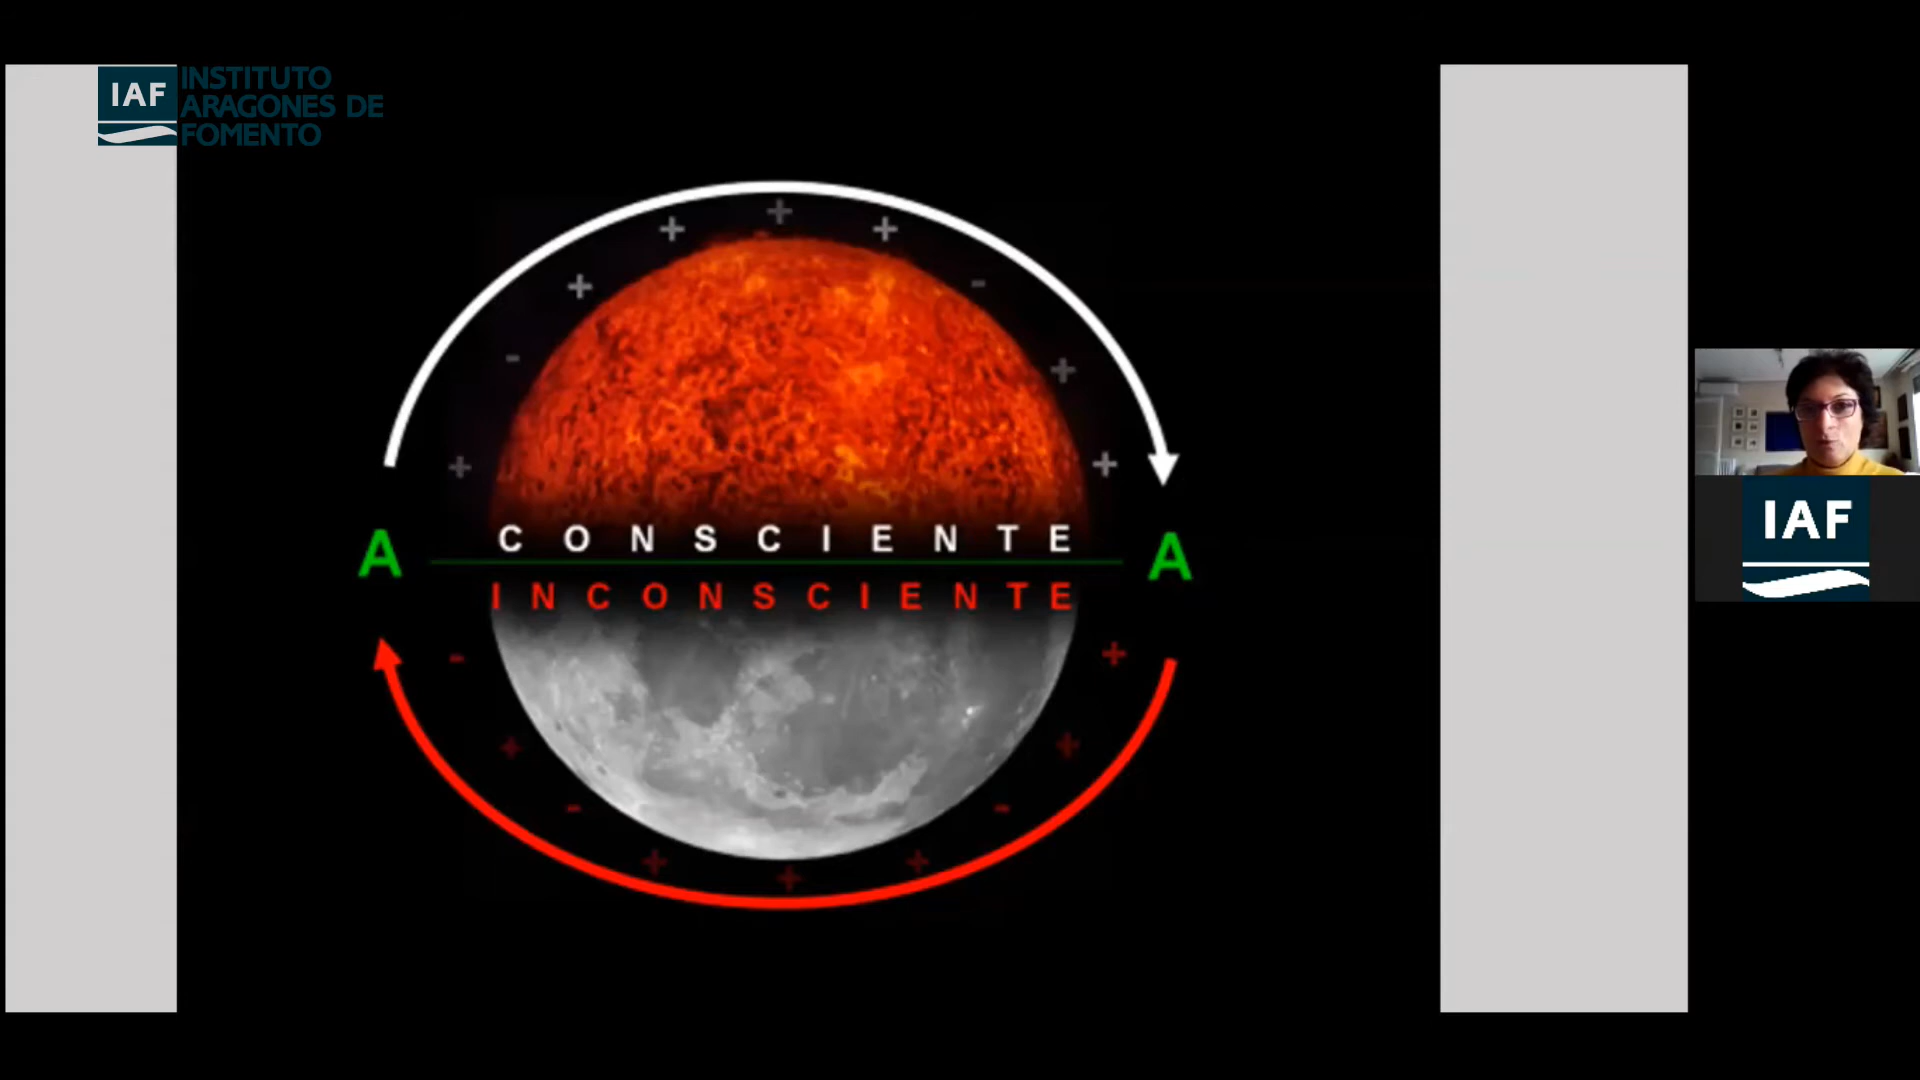 IAF
INSTITUTO
ARAGONES DE
FOMENTO
+ + +
+ -
- +
+ +
A CONSCIENTE A
INCONSCIENTE
- +
+ +
- -
+ + +
IAF